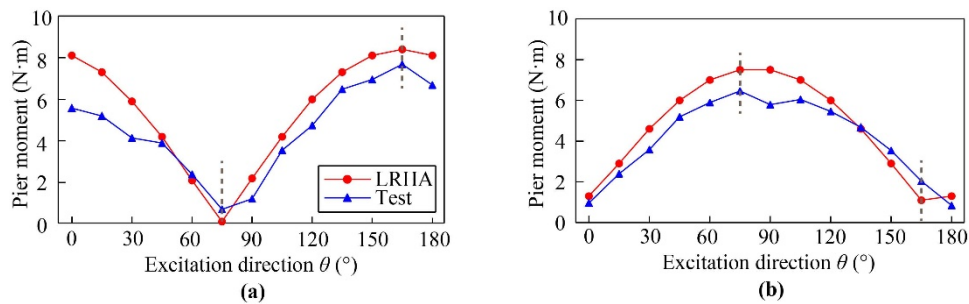 Pier moment (N·m)
10
8
6
4
2
0
LRIIA
Test
0 30 60 90 120 150 180
Excitation direction θ (°)
(a)
Pier moment (N·m)
10
8
6
4
2
0
0 30 60 90 120 150 180
Excitation direction θ (°)
(b)